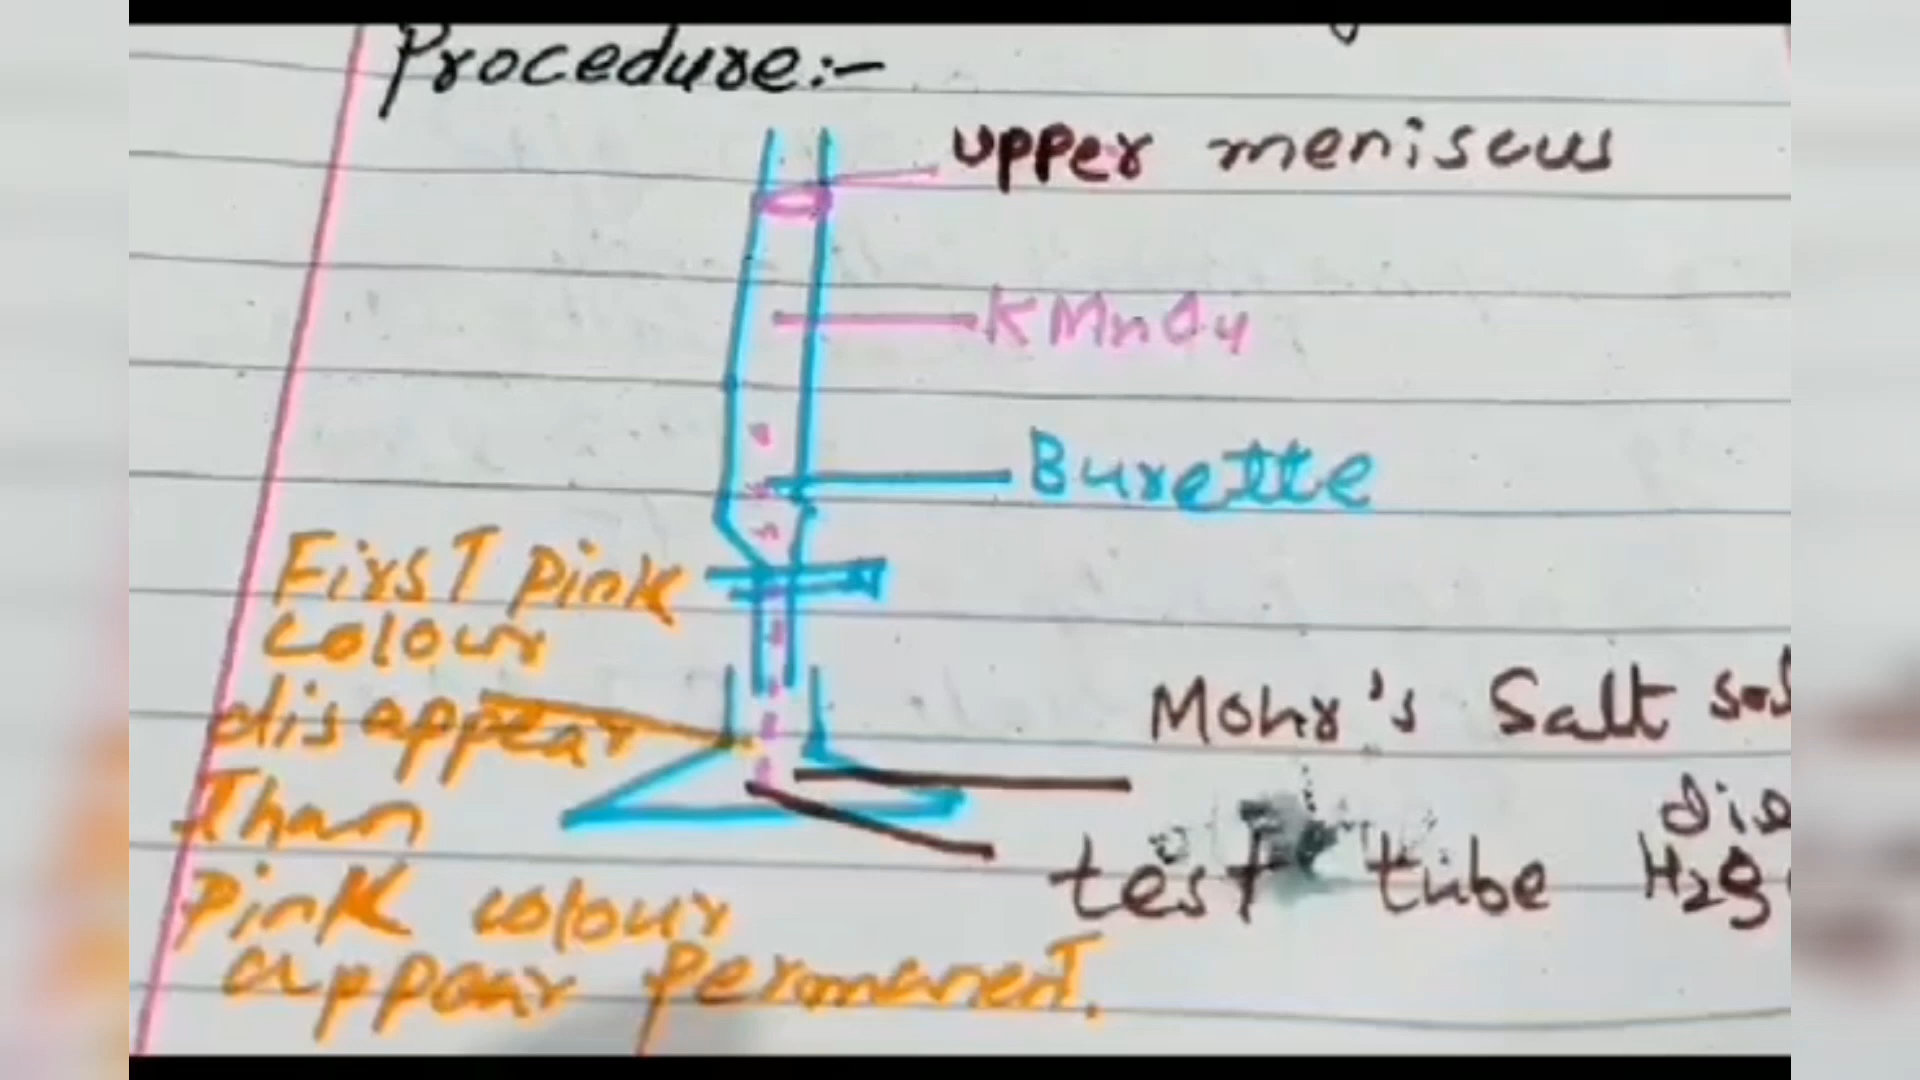 Procedure:-
upper meniscus
KMnO4
Burette
First pink
colour
disappear
Than
pink colour
appear permanent.
Mohr's Salt
test tube